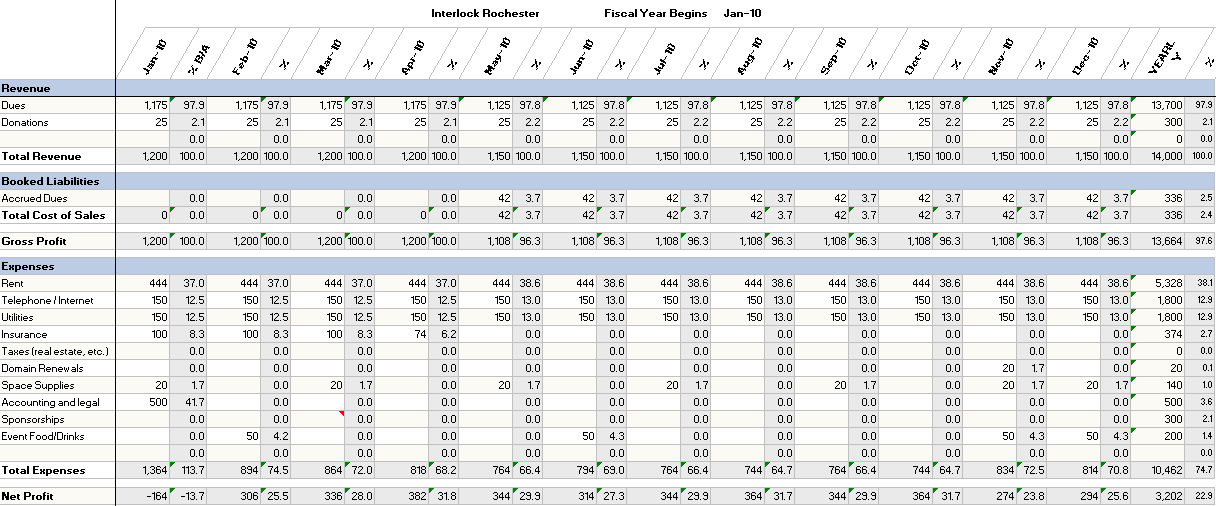 Interlock Rochester Fiscal Year Begins Jan-10
Jan-10 % B/A Feb-10 % Mar-10 % Apr-10 % May-10 % Jun-10 % Jul-10 % Aug-10 % Sep-10 % Oct-10 % Nov-10 % Dec-10 % YEARLY %
Revenue
Dues 1,175 97.9 1,175 97.9 1,175 97.9 1,175 97.9 1,125 97.8 1,125 97.8 1,125 97.8 1,125 97.8 1,125 97.8 1,125 97.8 1,125 97.8 1,125 97.8 13,700 97.9
Donations 25 2.1 25 2.1 25 2.1 25 2.1 25 2.2 25 2.2 25 2.2 25 2.2 25 2.2 25 2.2 25 2.2 25 2.2 300 2.1
0.0 0.0 0.0 0.0 0.0 0.0 0.0 0.0 0.0 0.0 0.0 0.0 0 0.0
Total Revenue 1,200 100.0 1,200 100.0 1,200 100.0 1,200 100.0 1,150 100.0 1,150 100.0 1,150 100.0 1,150 100.0 1,150 100.0 1,150 100.0 1,150 100.0 1,150 100.0 14,000 100.0
Booked Liabilities
Accrued Dues 0.0 0.0 0.0 0.0 42 3.7 42 3.7 42 3.7 42 3.7 42 3.7 42 3.7 42 3.7 42 3.7 336 2.5
Total Cost of Sales 0 0.0 0 0.0 0 0.0 0 0.0 42 3.7 42 3.7 42 3.7 42 3.7 42 3.7 42 3.7 42 3.7 42 3.7 336 2.4
Gross Profit 1,200 100.0 1,200 100.0 1,200 100.0 1,200 100.0 1,108 96.3 1,108 96.3 1,108 96.3 1,108 96.3 1,108 96.3 1,108 96.3 1,108 96.3 1,108 96.3 13,664 97.6
Expenses
Rent 444 37.0 444 37.0 444 37.0 444 37.0 444 38.6 444 38.6 444 38.6 444 38.6 444 38.6 444 38.6 444 38.6 444 38.6 5,328 38.1
Telephone / Internet 150 12.5 150 12.5 150 12.5 150 12.5 150 13.0 150 13.0 150 13.0 150 13.0 150 13.0 150 13.0 150 13.0 150 13.0 1,800 12.9
Utilities 150 12.5 150 12.5 150 12.5 150 12.5 150 13.0 150 13.0 150 13.0 150 13.0 150 13.0 150 13.0 150 13.0 150 13.0 1,800 12.9
Insurance 100 8.3 100 8.3 100 8.3 74 6.2 0.0 0.0 0.0 0.0 0.0 0.0 0.0 0.0 374 2.7
Taxes (real estate, etc.) 0.0 0.0 0.0 0.0 0.0 0.0 0.0 0.0 0.0 0.0 0.0 0.0 0 0.0
Domain Renewals 0.0 0.0 0.0 0.0 0.0 0.0 0.0 0.0 0.0 0.0 20 1.7 0.0 20 0.1
Space Supplies 20 1.7 0.0 20 1.7 0.0 20 1.7 0.0 20 1.7 0.0 20 1.7 0.0 20 1.7 20 1.7 140 1.0
Accounting and legal 500 41.7 0.0 0.0 0.0 0.0 0.0 0.0 0.0 0.0 0.0 0.0 0.0 500 3.6
Sponsorships 0.0 0.0 0.0 0.0 0.0 0.0 0.0 0.0 0.0 0.0 0.0 0.0 300 2.1
Event Food/Drinks 0.0 50 4.2 0.0 0.0 0.0 50 4.3 0.0 0.0 0.0 0.0 50 4.3 50 4.3 200 1.4
0.0 0.0 0.0 0.0 0.0 0.0 0.0 0.0 0.0 0.0 0.0 0.0 0.0
Total Expenses 1,364 113.7 894 74.5 864 72.0 818 68.2 764 66.4 794 69.0 764 66.4 744 64.7 764 66.4 744 64.7 834 72.5 814 70.8 10,462 74.7
Net Profit -164 -13.7 306 25.5 336 28.0 382 31.8 344 29.9 314 27.3 344 29.9 364 31.7 344 29.9 364 31.7 274 23.8 294 25.6 3,202 22.9